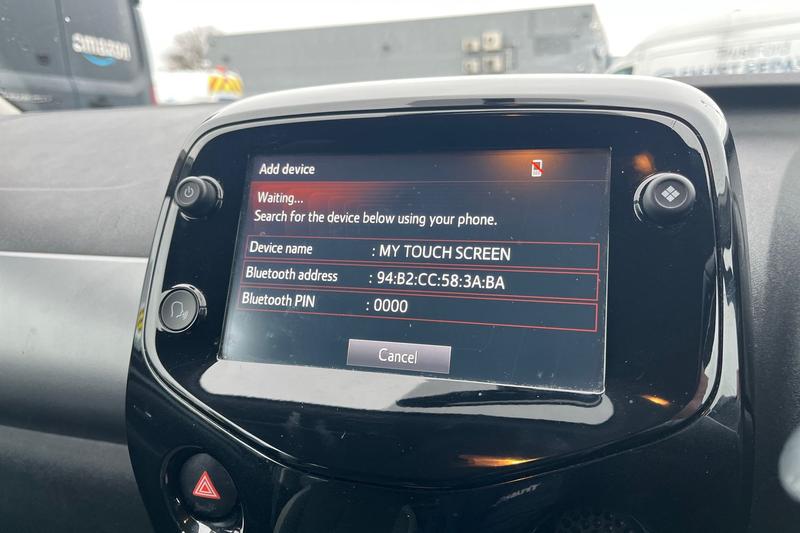 amazon
Add device
Waiting...
Search for the device below using your phone.
Device name : MY TOUCH SCREEN
Bluetooth address : 94:B2:CC:58:3A:BA
Bluetooth PIN : 0000
Cancel